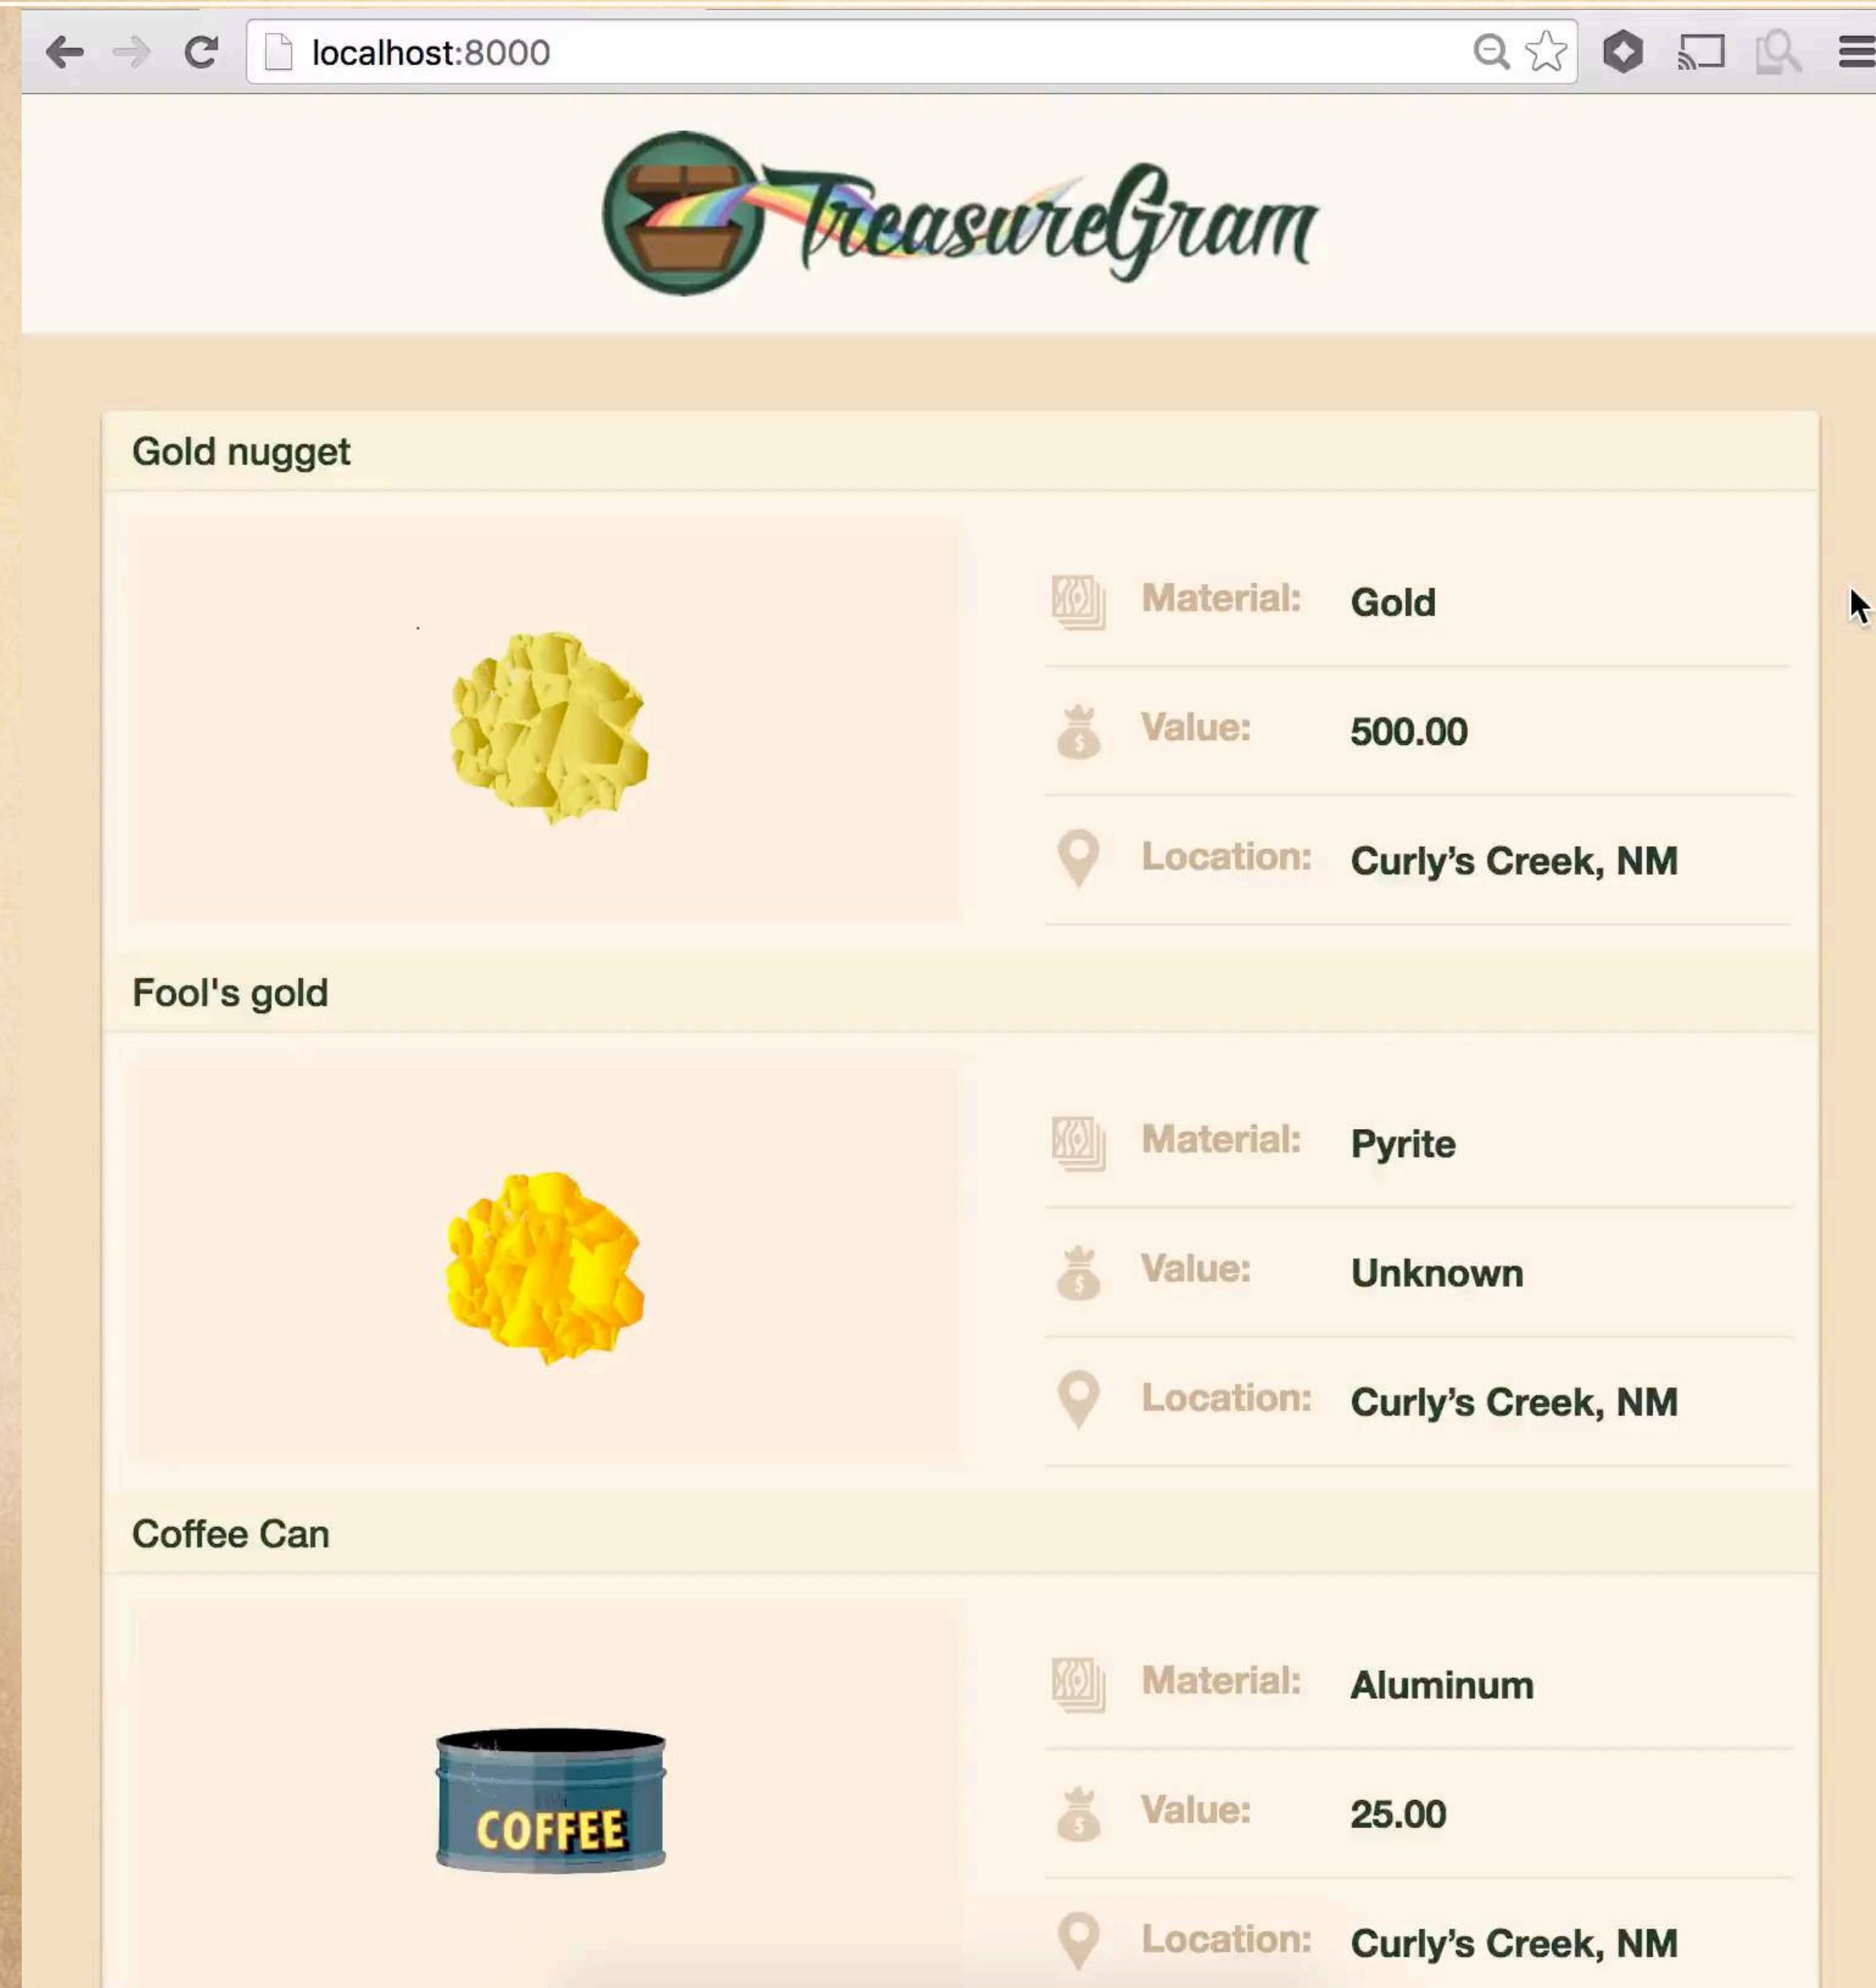 localhost:8000
TreasureGram
Gold nugget
Material: Gold
Value: 500.00
Location: Curly’s Creek, NM
Fool's gold
Material: Pyrite
Value: Unknown
Location: Curly’s Creek, NM
Coffee Can
COFFEE
Material: Aluminum
Value: 25.00
Location: Curly’s Creek, NM